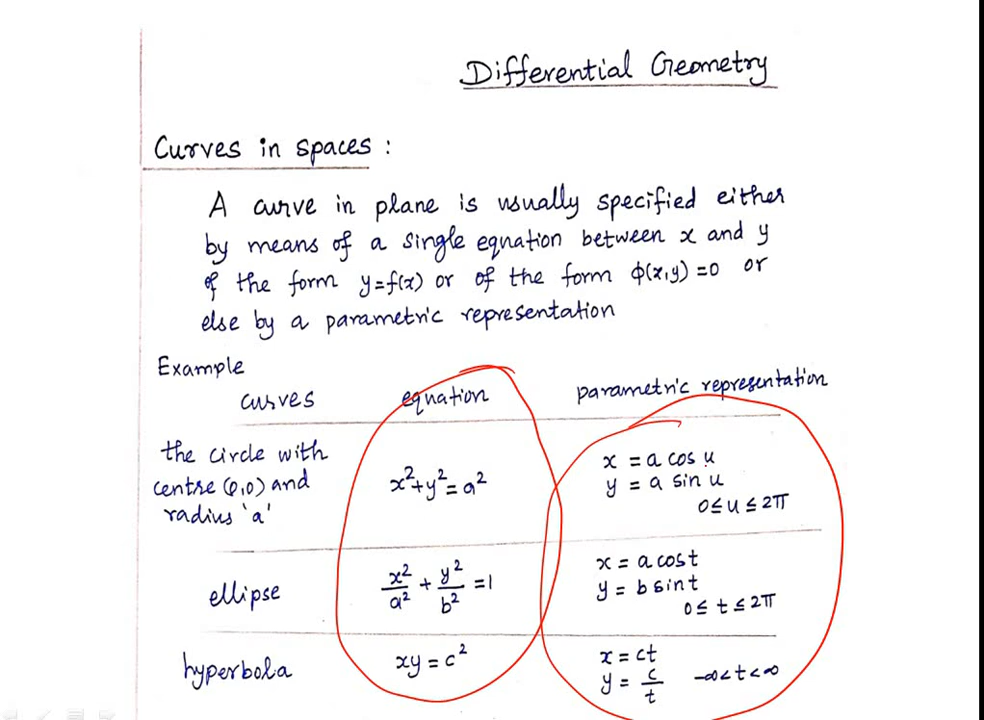 Differential Geometry
Curves in spaces :
A curve in plane is usually specified either
by means of a single equation between x and y
of the form y=f(x) or of the form ϕ(x,y) =0 or
else by a parametric representation
Example
curves equation parametric representation
the circle with
centre (0,0) and
radius 'a'
x²+y²=a²
x = a cos u
y = a sin u
0≤u≤2π
ellipse
x²/a² + y²/b² =1
x = a cost
y = b sint
0≤ t ≤2π
hyperbola
xy = c²
x = ct
y = c/t -∞<t<∞